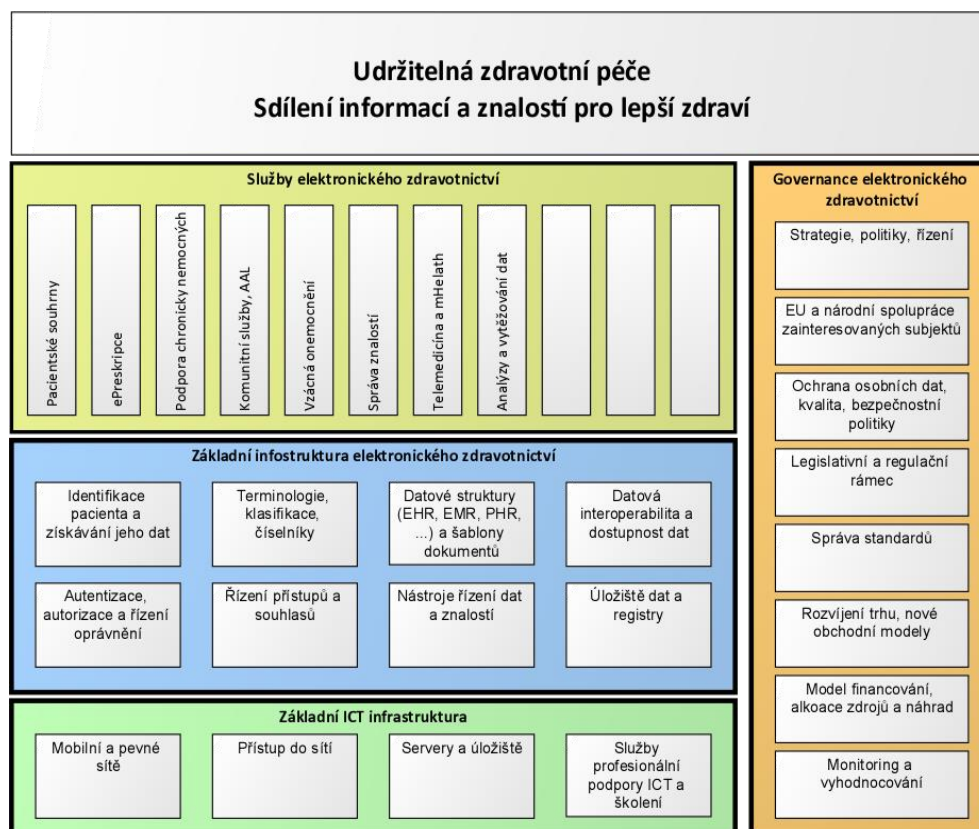 Udržitelná zdravotní péče
Sdílení informací a znalostí pro lepší zdraví
Služby elektronického zdravotnictví
Pacientské souhrny
ePreskripce
Podpora chronicky nemocných
Komunitní služby, AAL
Vzácná onemocnění
Správa znalostí
Telemedicína a mHelath
Analýzy a vytěžování dat
Základní infostruktura elektronického zdravotnictví
Identifikace
pacienta a
získávání jeho dat
Terminologie,
klasifikace,
číselníky
Datové struktury
(EHR, EMR, PHR,
...) a šablony
dokumentů
Datová
interoperabilita a
dostupnost dat
Autentizace,
autorizace a řízení
oprávnění
Řízení přístupů a
souhlasů
Nástroje řízení dat
a znalostí
Úložiště dat a
registry
Základní ICT infrastruktura
Mobilní a pevné
sítě
Přístup do sítí
Servery a úložiště
Služby
profesionální
podpory ICT a
školení
Governance elektronického
zdravotnictví
Strategie, politiky, řízení
EU a národní spolupráce
zainteresovaných subjektů
Ochrana osobních dat,
kvalita, bezpečnostní
politiky
Legislativní a regulační
rámec
Správa standardů
Rozvíjení trhu, nové
obchodní modely
Model financování,
alkoace zdrojů a náhrad
Monitoring a
vyhodnocování